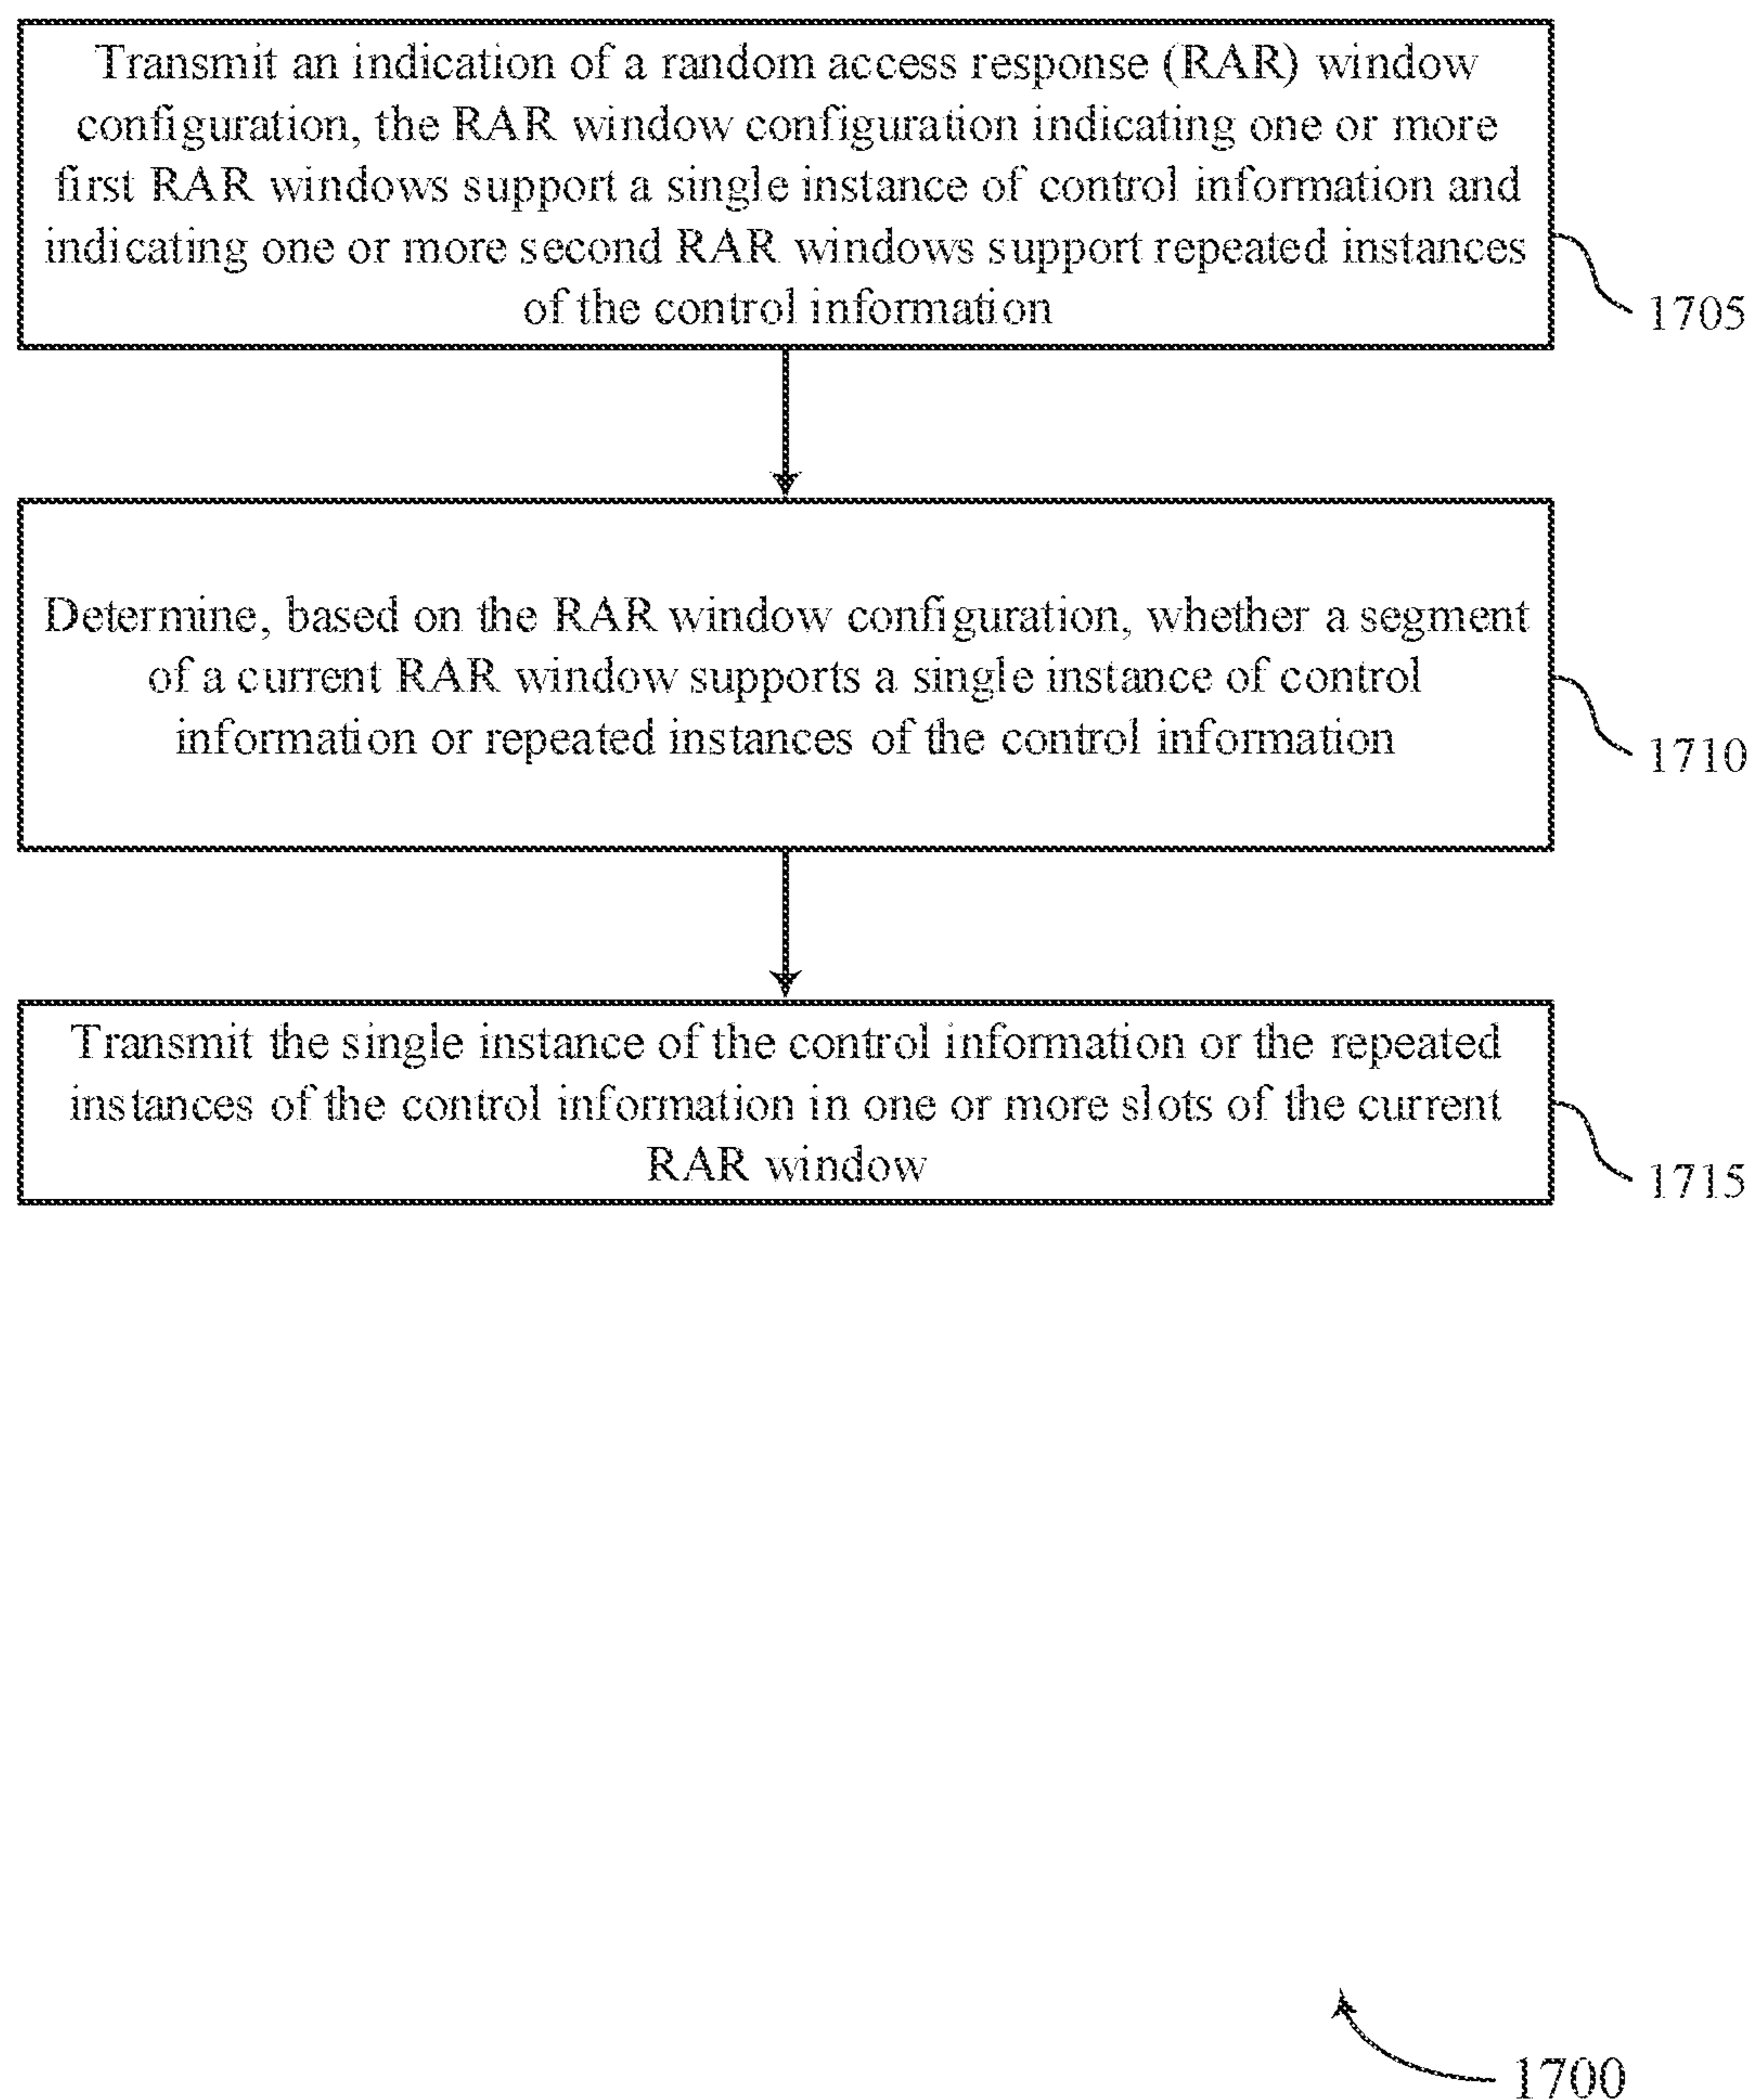 Transmit an indication of a random access response (RAR) window
configuration, the RAR window configuration indicating one or more
first RAR windows support a single instance of control information and
indicating one or more second RAR windows support repeated instances
of the control information
1705
Determine, based on the RAR window configuration, whether a segment
of a current RAR window supports a single instance of control
information or repeated instances of the control information
1710
Transmit the single instance of the control information or the repeated
instances of the control information in one or more slots of the current
RAR window
1715
1700